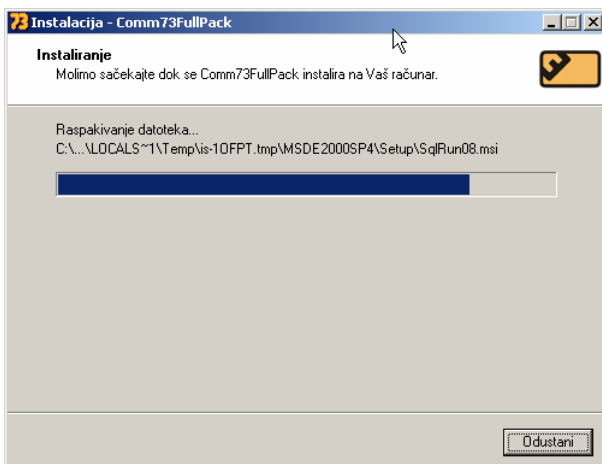 73 Instalacija - Comm73FullPack
Instaliranje
Molimo sačekajte dok se Comm73FullPack instalira na Vaš računar.
Raspakivanje datoteka...
C:\...\LOCALS~1\Temp\is-1OFPT.tmp\MSDE2000SP4\Setup\SqlRun08.msi
Odustani